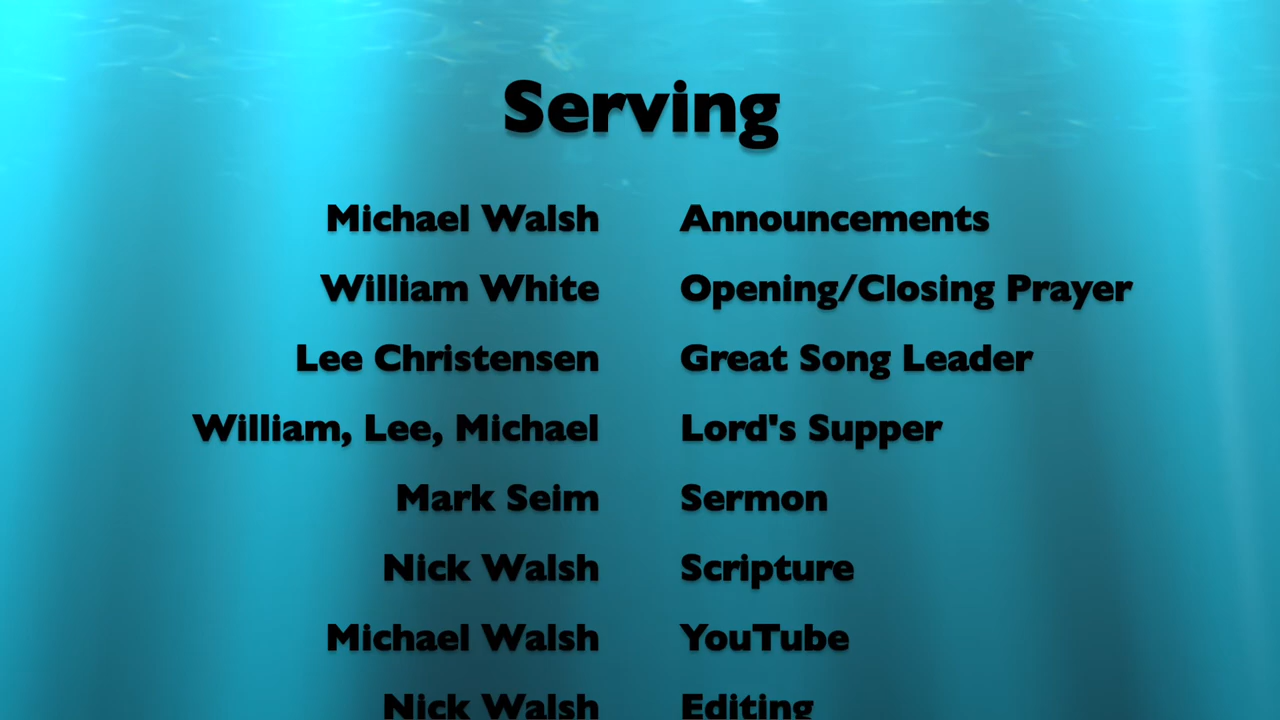 Serving
Michael Walsh Announcements
William White Opening/Closing Prayer
Lee Christensen Great Song Leader
William, Lee, Michael Lord's Supper
Mark Seim Sermon
Nick Walsh Scripture
Michael Walsh YouTube
Nick Walsh Editing